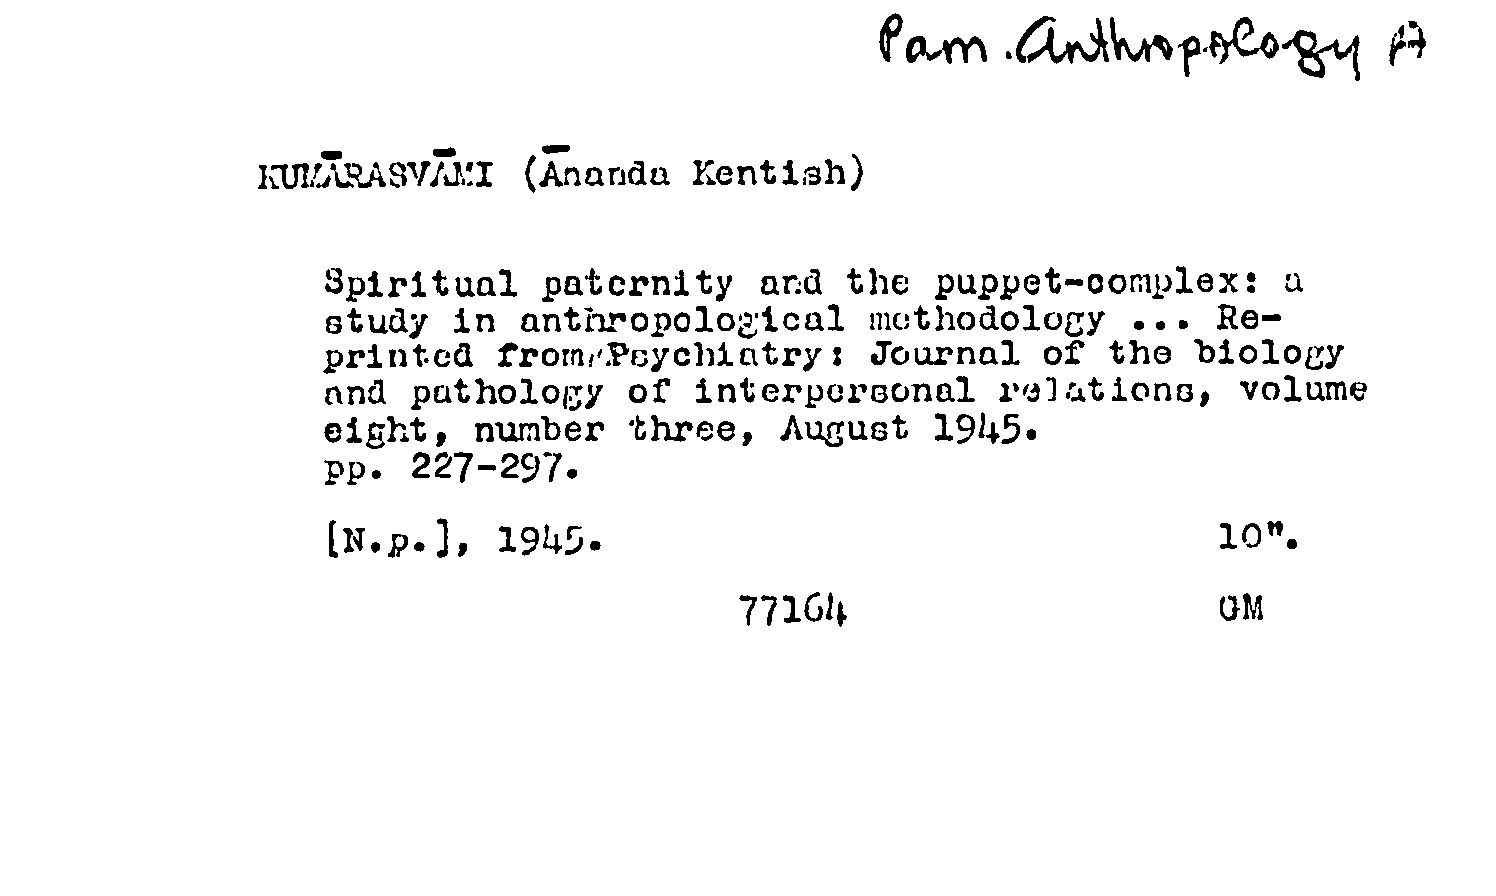 Pam. Anthropology A
KUMĀRASVĀMI (Ānanda Kentish)
Spiritual paternity and the puppet-complex: a
study in anthropological methodology ... Re-
printed from Psychiatry: Journal of the biology
and pathology of interpersonal relations, volume
eight, number three, August 1945.
pp. 227-297.
[N.p.], 1945. 10".
77164 GM